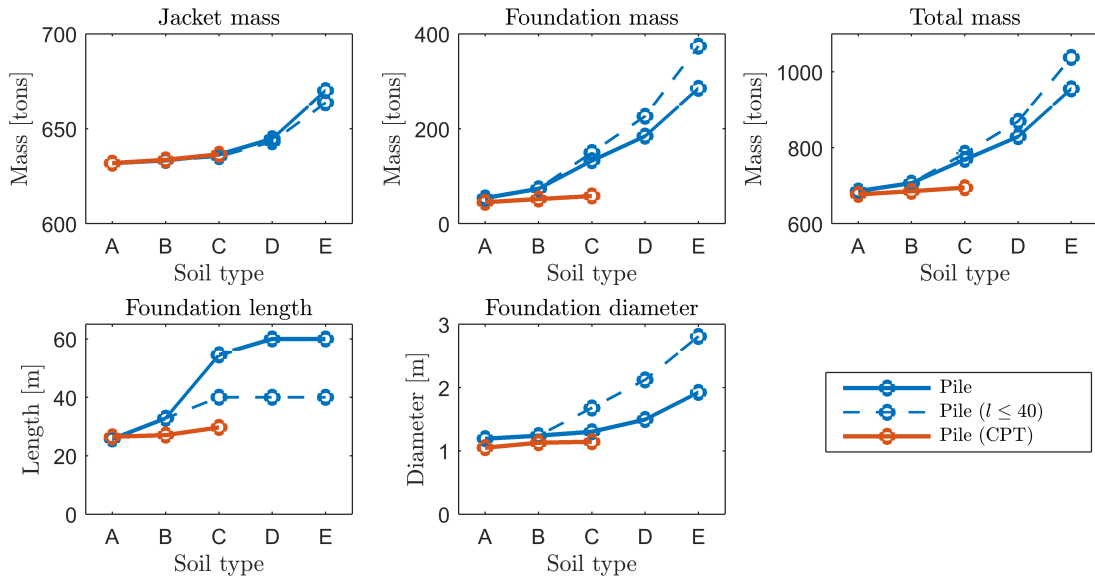 Jacket mass
Foundation mass
Total mass
700
650
600
Mass [tons]
A B C D E
Soil type
400
200
0
Mass [tons]
A B C D E
Soil type
1000
800
600
Mass [tons]
A B C D E
Soil type
Foundation length
Foundation diameter
60
40
20
0
Length [m]
A B C D E
Soil type
3
2
1
0
Diameter [m]
A B C D E
Soil type
Pile
Pile (l ≤ 40)
Pile (CPT)